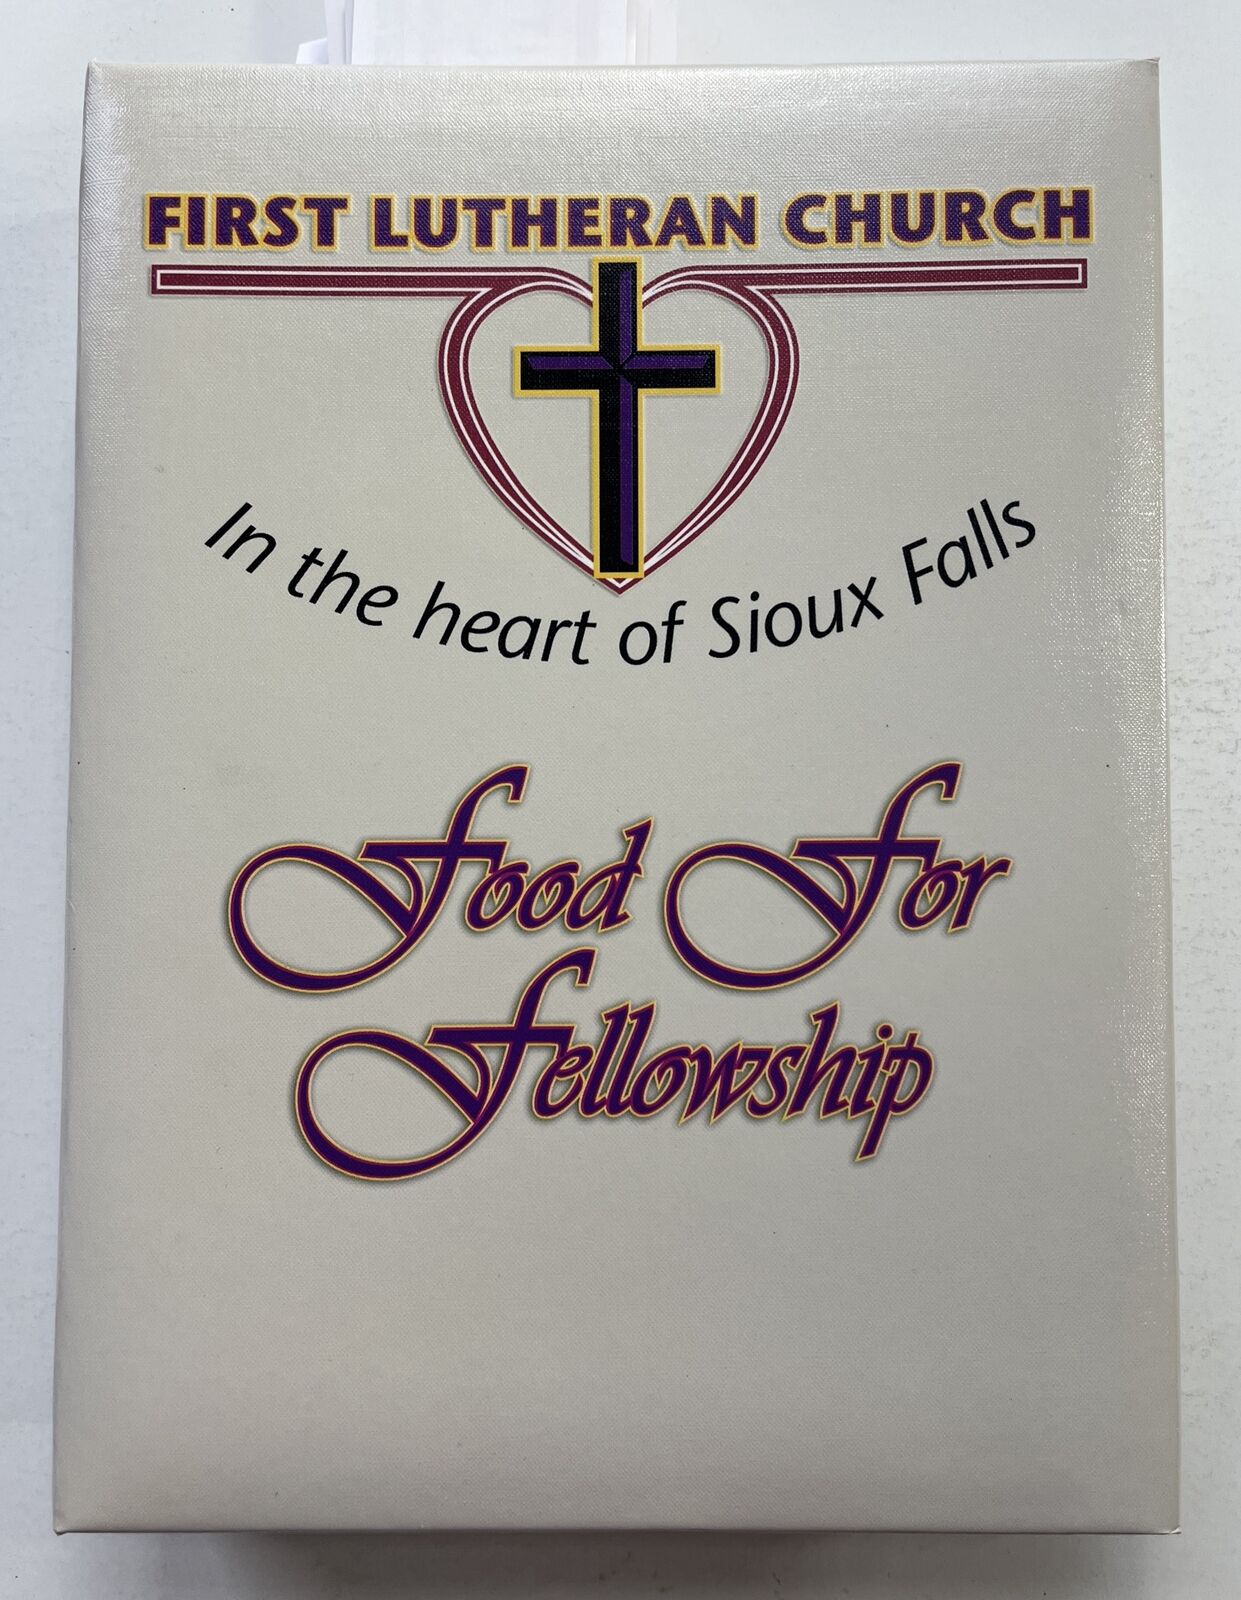 FIRST LUTHERAN CHURCH
In the heart of Sioux Falls
Food For
Fellowship